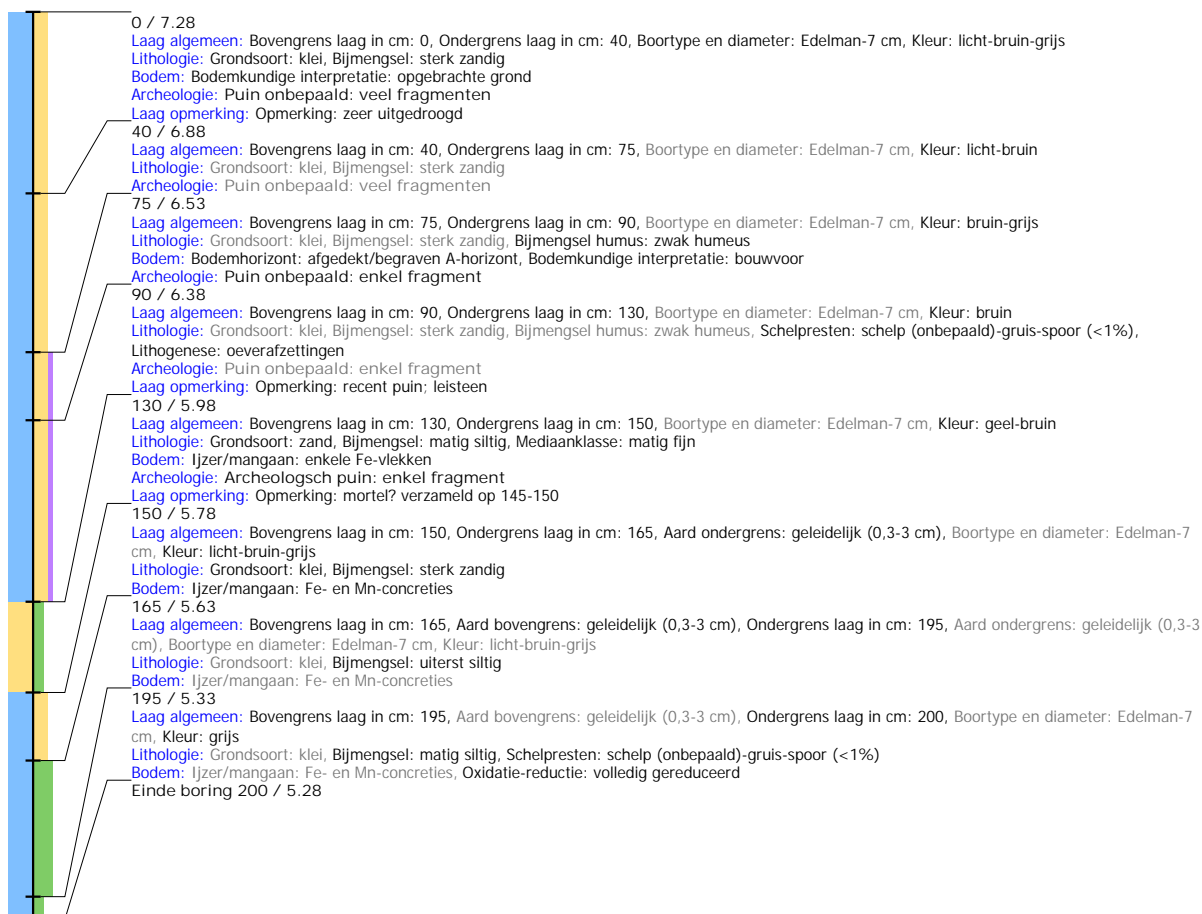 0 / 7.28
Laag algemeen: Bovengrens laag in cm: 0, Ondergrens laag in cm: 40, Boortype en diameter: Edelman-7 cm, Kleur: licht-bruin-grijs
Lithologie: Grondsoort: klei, Bijmengsel: sterk zandig
Bodem: Bodemkundige interpretatie: opgebrachte grond
Archeologie: Puin onbepaald: veel fragmenten
Laag opmerking: Opmerking: zeer uitgedroogd
40 / 6.88
Laag algemeen: Bovengrens laag in cm: 40, Ondergrens laag in cm: 75, Boortype en diameter: Edelman-7 cm, Kleur: licht-bruin
Lithologie: Grondsoort: klei, Bijmengsel: sterk zandig
Archeologie: Puin onbepaald: veel fragmenten
75 / 6.53
Laag algemeen: Bovengrens laag in cm: 75, Ondergrens laag in cm: 90, Boortype en diameter: Edelman-7 cm, Kleur: bruin-grijs
Lithologie: Grondsoort: klei, Bijmengsel: sterk zandig, Bijmengsel humus: zwak humeus
Bodem: Bodemhorizont: afgedekt/begraven A-horizont, Bodemkundige interpretatie: bouwvoor
Archeologie: Puin onbepaald: enkel fragment
90 / 6.38
Laag algemeen: Bovengrens laag in cm: 90, Ondergrens laag in cm: 130, Boortype en diameter: Edelman-7 cm, Kleur: bruin
Lithologie: Grondsoort: klei, Bijmengsel: sterk zandig, Bijmengsel humus: zwak humeus, Schelpresten: schelp (onbepaald)-gruis-spoor (<1%),
Lithogenese: oeverafzettingen
Archeologie: Puin onbepaald: enkel fragment
Laag opmerking: Opmerking: recent puin; leisteen
130 / 5.98
Laag algemeen: Bovengrens laag in cm: 130, Ondergrens laag in cm: 150, Boortype en diameter: Edelman-7 cm, Kleur: geel-bruin
Lithologie: Grondsoort: zand, Bijmengsel: matig siltig, Mediaanklasse: matig fijn
Bodem: Ijzer/mangaan: enkele Fe-vlekken
Archeologie: Archeologsch puin: enkel fragment
Laag opmerking: Opmerking: mortel? verzameld op 145-150
150 / 5.78
Laag algemeen: Bovengrens laag in cm: 150, Ondergrens laag in cm: 165, Aard ondergrens: geleidelijk (0,3-3 cm), Boortype en diameter: Edelman-7
cm, Kleur: licht-bruin-grijs
Lithologie: Grondsoort: klei, Bijmengsel: sterk zandig
Bodem: Ijzer/mangaan: Fe- en Mn-concreties
165 / 5.63
Laag algemeen: Bovengrens laag in cm: 165, Aard bovengrens: geleidelijk (0,3-3 cm), Ondergrens laag in cm: 195, Aard ondergrens: geleidelijk (0,3-3
cm), Boortype en diameter: Edelman-7 cm, Kleur: licht-bruin-grijs
Lithologie: Grondsoort: klei, Bijmengsel: uiterst siltig
Bodem: Ijzer/mangaan: Fe- en Mn-concreties
195 / 5.33
Laag algemeen: Bovengrens laag in cm: 195, Aard bovengrens: geleidelijk (0,3-3 cm), Ondergrens laag in cm: 200, Boortype en diameter: Edelman-7
cm, Kleur: grijs
Lithologie: Grondsoort: klei, Bijmengsel: matig siltig, Schelpresten: schelp (onbepaald)-gruis-spoor (<1%)
Bodem: Ijzer/mangaan: Fe- en Mn-concreties, Oxidatie-reductie: volledig gereduceerd
Einde boring 200 / 5.28